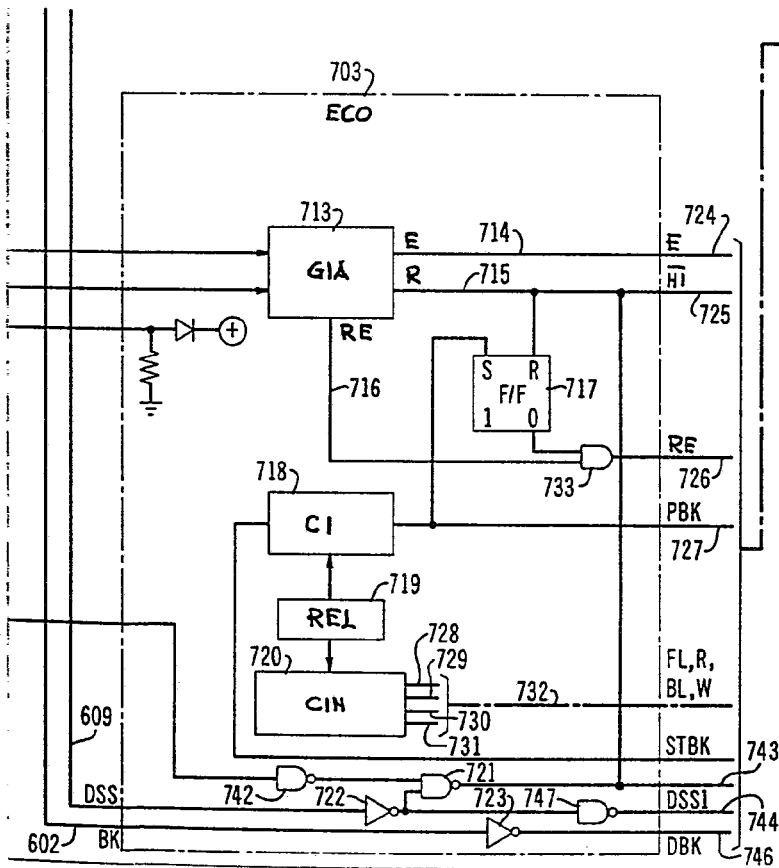 703
ECO
713
724
E
714
E̅
GIA
R
715
H̅I̅
725
RE
716
S R
F/F
1 0
717
RE
733
726
718
CI
PBK
727
719
REL
728
720
729
FL,R,
CIN
732
BL,W
730
609
731
743
STBK
721
742
722
747
DSS
DSS1
723
744
602
BK
DBK
746